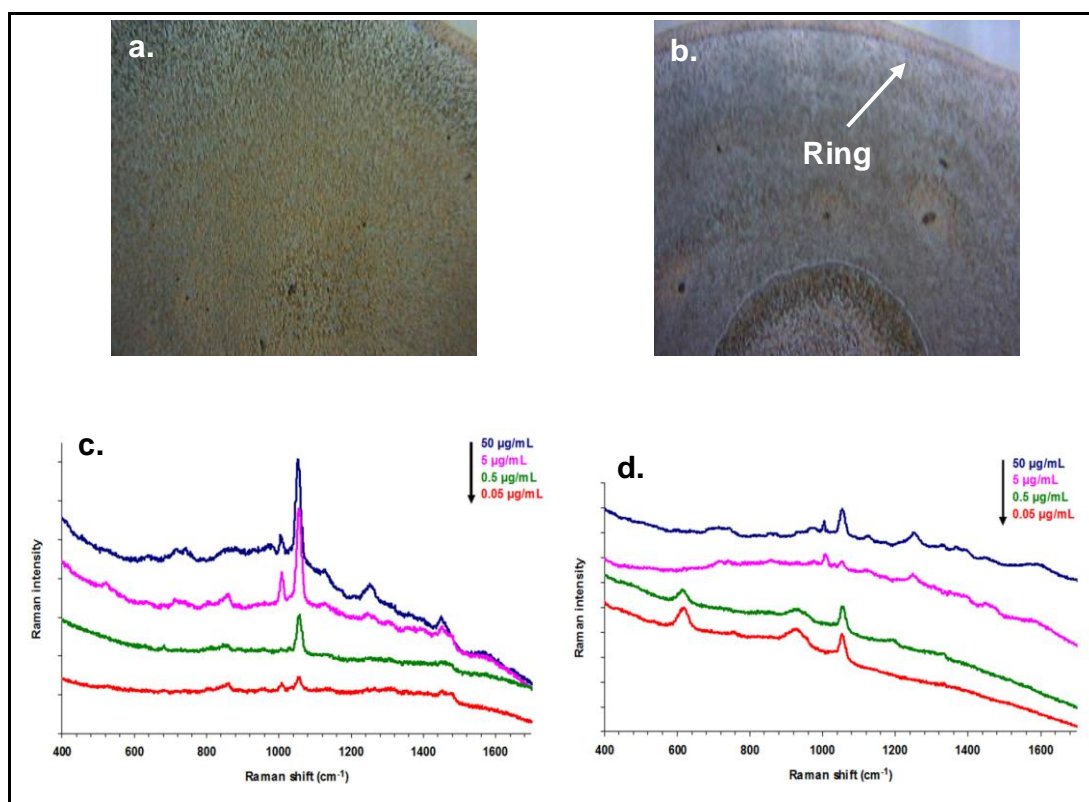 a.
b.
Ring
c.
50 µg/mL
5 µg/mL
0.5 µg/mL
0.05 µg/mL
Raman intensity
400 600 800 1000 1200 1400 1600
Raman shift (cm⁻¹)
d.
50 µg/mL
5 µg/mL
0.5 µg/mL
0.05 µg/mL
Raman intensity
400 600 800 1000 1200 1400 1600
Raman shift (cm⁻¹)